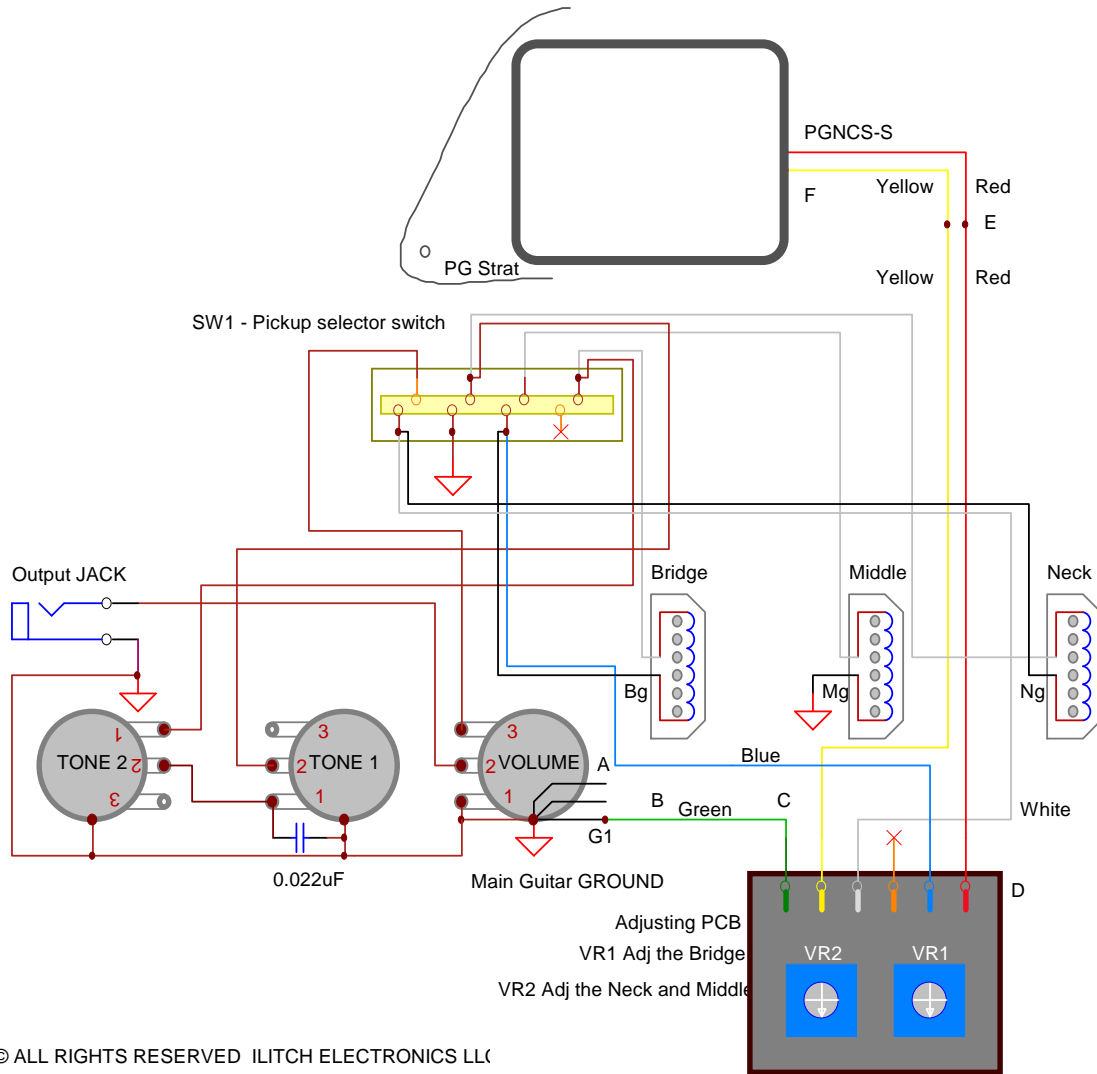 PGNCS-S
Yellow Red
F
E
PG Strat
Yellow Red
SW1 - Pickup selector switch
Output JACK
Bridge
Middle
Neck
Bg
Mg
Ng
1
2
3
TONE 2
3
2
1
TONE 1
3
2
1
VOLUME
A
B
C
Blue
Green
White
G1
0.022uF
Main Guitar GROUND
D
Adjusting PCB
VR1 Adj the Bridge
VR2 Adj the Neck and Middle
VR2
VR1
© ALL RIGHTS RESERVED ILITCH ELECTRONICS